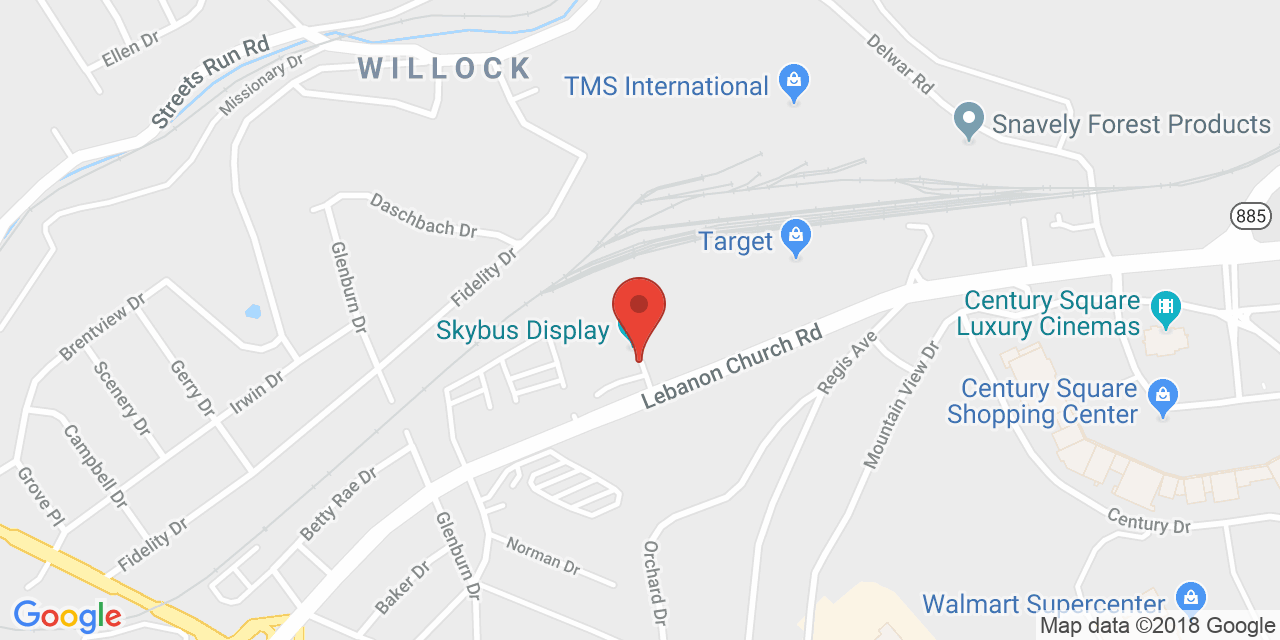 Ellen Dr
Streets Run Rd
Missionary Dr
WILLOCK
TMS International
Delwar Rd
Snavely Forest Products
Daschbach Dr
885
Target
Glenburn Dr
Fidelity Dr
Century Square
Luxury Cinemas
Brentview Dr
Skybus Display
Lebanon Church Rd
Regis Ave
Mountain View Dr
Scenery Dr
Gerry Dr
Irwin Dr
Century Square
Shopping Center
Campbell Dr
Grove Pl
Betty Rae Dr
Fidelity Dr
Glenburn Dr
Norman Dr
Century Dr
Baker Dr
Orchard Dr
Walmart Supercenter
Google
Map data ©2018 Google